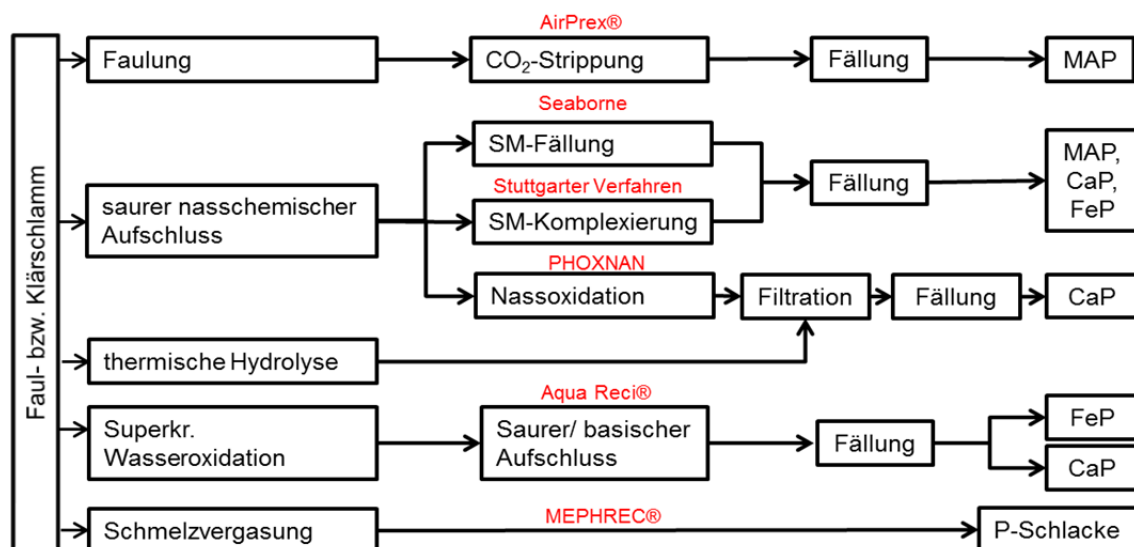 AirPrex®
Faulung
CO₂-Strippung
Fällung
MAP
Seaborne
SM-Fällung
Stuttgarter Verfahren
saurer nasschemischer
Aufschluss
SM-Komplexierung
Fällung
MAP,
CaP,
FeP
PHOXNAN
Nassoxidation
Filtration
Fällung
CaP
thermische Hydrolyse
Aqua Reci®
Superkr.
Wasseroxidation
Saurer/ basischer
Aufschluss
Fällung
FeP
CaP
MEPHREC®
Schmelzvergasung
P-Schlacke
Faul- bzw. Klärschlamm